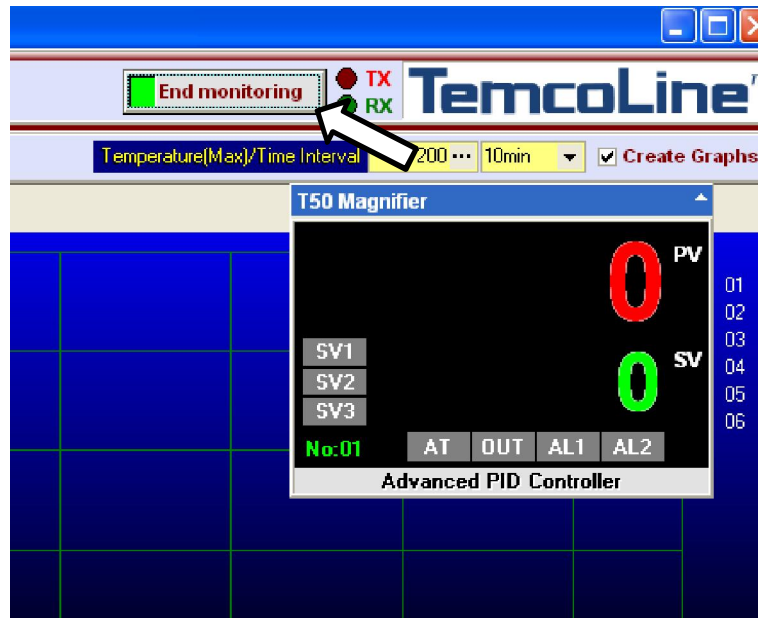 End monitoring
TX
RX
TemcoLine
Temperature(Max)/Time Interval 200 ... 10min Create Graphs
T50 Magnifier
0 PV
01
02
03
04
05
06
SV1
SV2
SV3
0 SV
No:01 AT OUT AL1 AL2
Advanced PID Controller